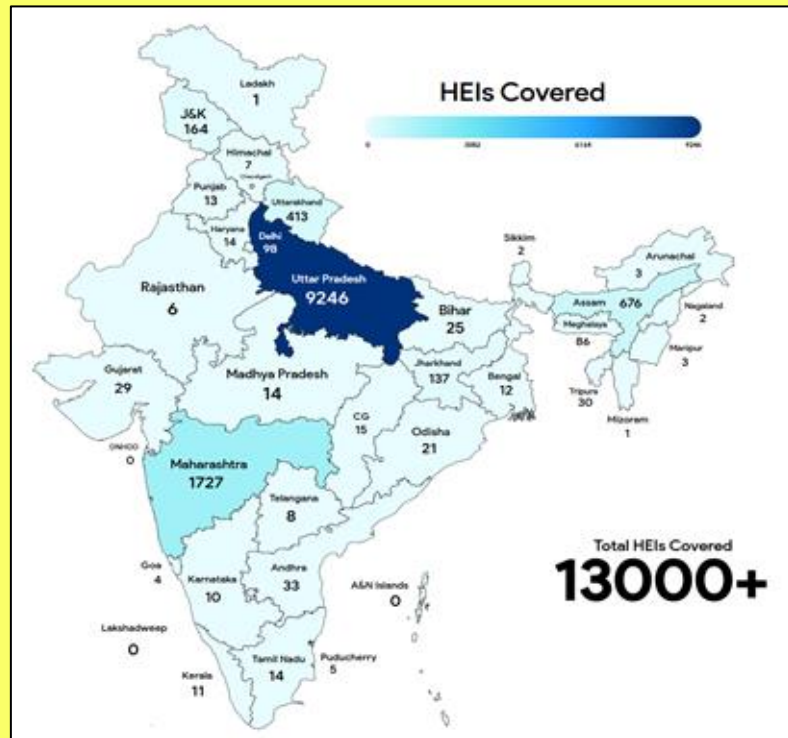 Ladakh
1
HEIs Covered
J&K
164
0
3082
6164
9246
Himachal
7
Chandigarh
0
Punjab
13
Uttarakhand
413
Haryana
14
Delhi
98
Sikkim
2
Arunachal
3
Uttar Pradesh
9246
Rajasthan
6
Assam 676
Nagaland
2
Bihar
25
Meghalaya
86
Manipur
3
Gujarat
29
Madhya Pradesh
14
Jharkhand
137
Bengal
12
Tripura
30
Mizoram
1
CG
15
Odisha
21
DNHDD
0
Maharashtra
1727
Telangana
8
Total HEIs Covered
13000+
Goa
4
Karnataka
10
Andhra
33
A&N Islands
0
Lakshadweep
0
Kerala
11
Tamil Nadu
14
Puducherry
5